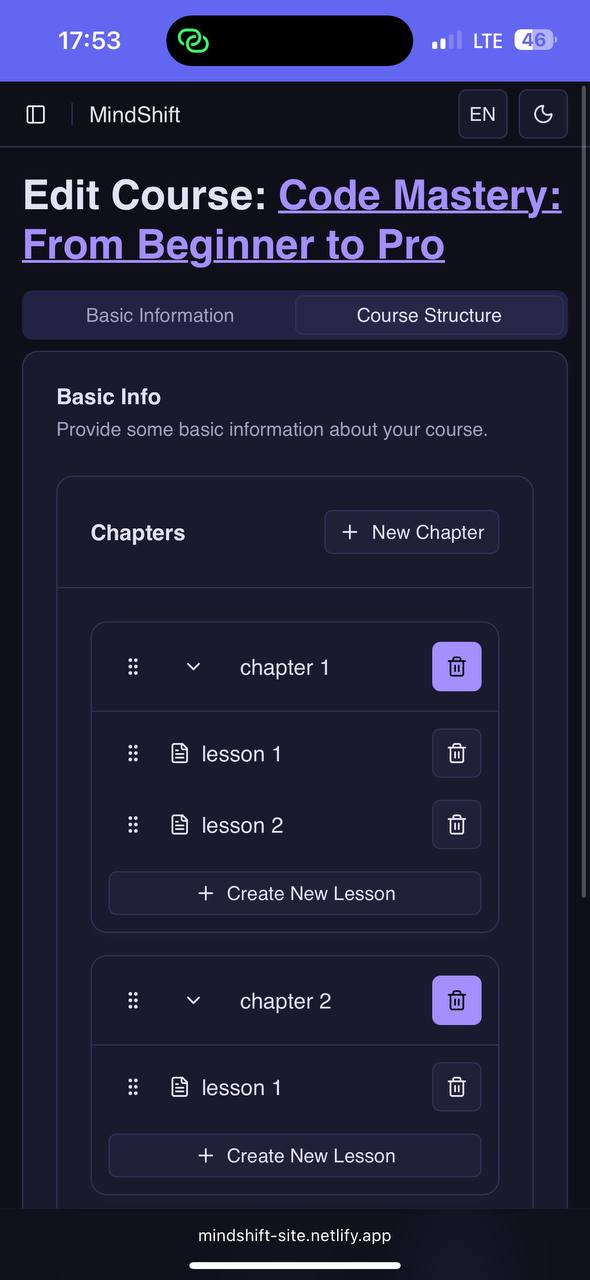 17:53
LTE
46
MindShift
EN
Edit Course: Code Mastery:
From Beginner to Pro
Basic Information
Course Structure
Basic Info
Provide some basic information about your course.
Chapters
+ New Chapter
chapter 1
lesson 1
lesson 2
+ Create New Lesson
chapter 2
lesson 1
+ Create New Lesson
mindshift-site.netlify.app